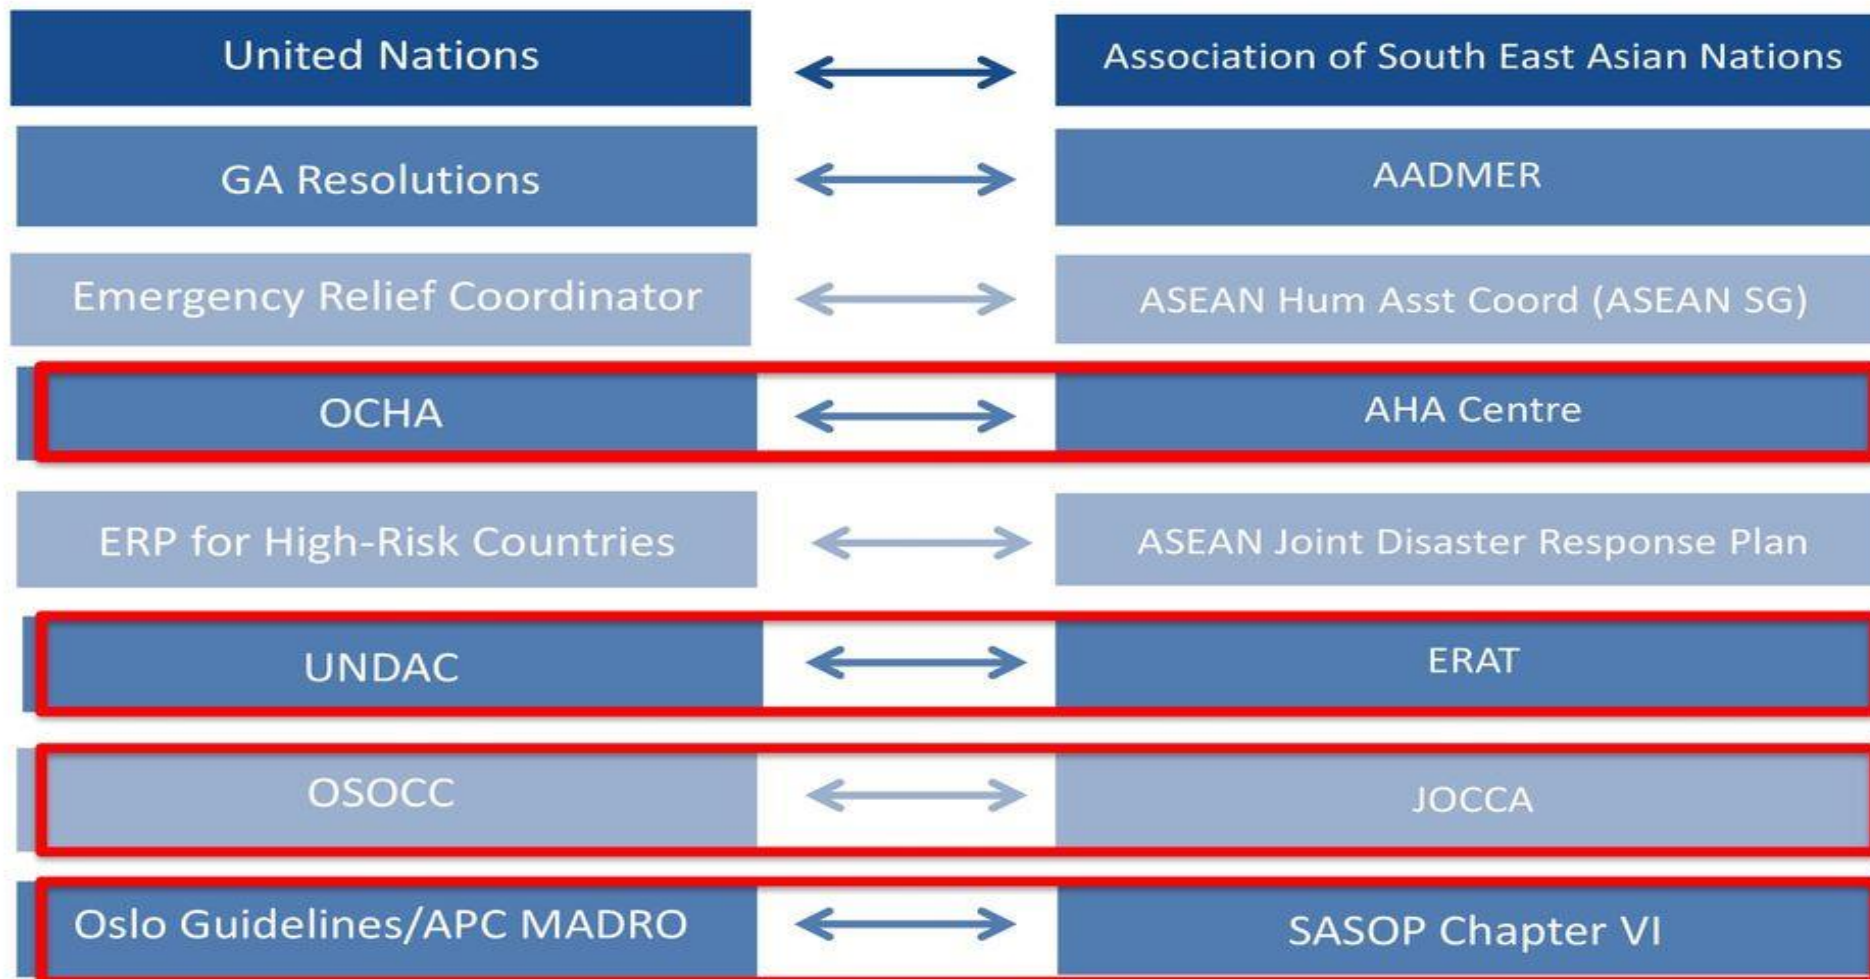 United Nations
Association of South East Asian Nations
GA Resolutions
AADMER
Emergency Relief Coordinator
ASEAN Hum Asst Coord (ASEAN SG)
OCHA
AHA Centre
ERP for High-Risk Countries
ASEAN Joint Disaster Response Plan
UNDAC
ERAT
OSOCC
JOCCA
Oslo Guidelines/APC MADRO
SASOP Chapter VI